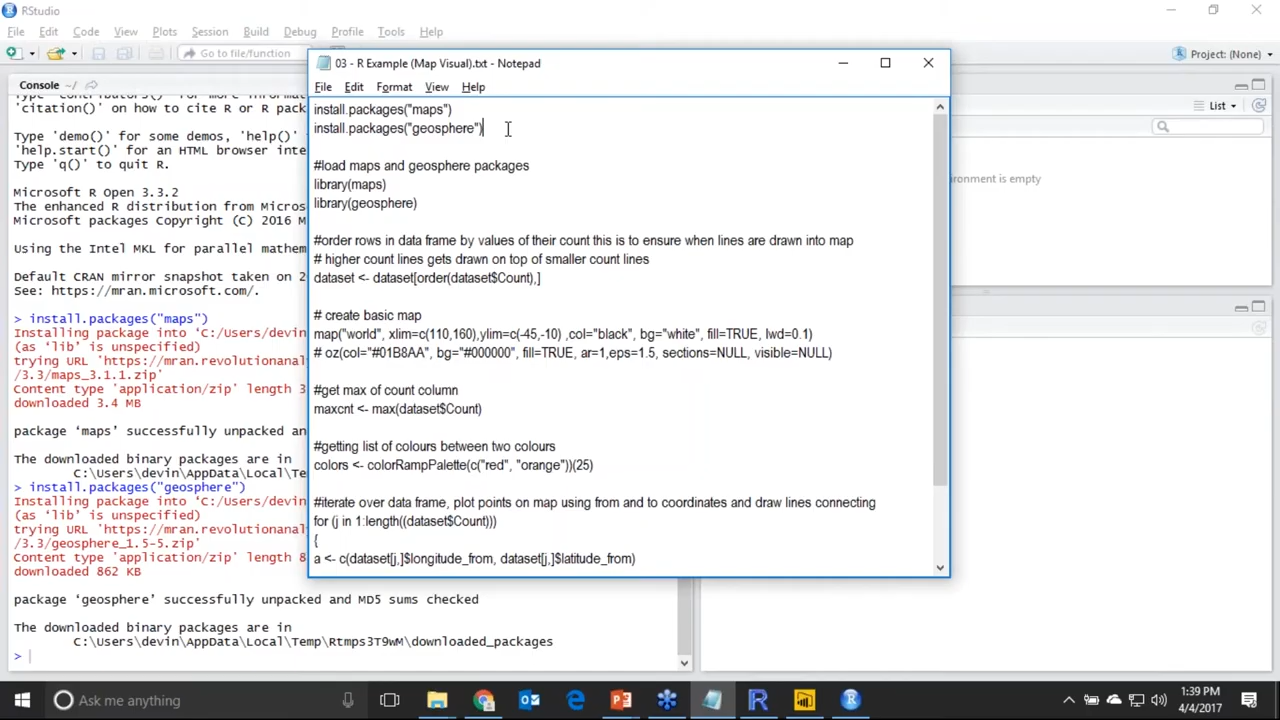 RStudio
File Edit Code View Plots Session Build Debug Profile Tools Help
Go to file/function
Project: (None)
Console ~/
'citation()' on how to cite R or R pack
Type 'demo()' for some demos, 'help()'
'help.start()' for an HTML browser inte
Type 'q()' to quit R.
Microsoft R Open 3.3.2
The enhanced R distribution from Micros
Microsoft packages Copyright (C) 2016 M
Using the Intel MKL for parallel mathem
Default CRAN mirror snapshot taken on 2
See: https://mran.microsoft.com/.
> install.packages("maps")
Installing package into 'C:/Users/devin
(as 'lib' is unspecified)
trying URL 'https://mran.revolutionanal
/3.3/maps_3.1.1.zip'
Content type 'application/zip' length 3
downloaded 3.4 MB
package 'maps' successfully unpacked an
The downloaded binary packages are in
C:\Users\devin\AppData\Local\Temp
> install.packages("geosphere")
Installing package into 'C:/Users/devin
(as 'lib' is unspecified)
trying URL 'https://mran.revolutionanal
/3.3/geosphere_1.5-5.zip'
Content type 'application/zip' length 8
downloaded 862 KB
package 'geosphere' successfully unpacked and MD5 sums checked
The downloaded binary packages are in
C:\Users\devin\AppData\Local\Temp\Rtmps3T9wM\downloaded_packages
>
03 - R Example (Map Visual).txt - Notepad
File Edit Format View Help
install.packages("maps")
install.packages("geosphere")
#load maps and geosphere packages
library(maps)
library(geosphere)
#order rows in data frame by values of their count this is to ensure when lines are drawn into map
# higher count lines gets drawn on top of smaller count lines
dataset <- dataset[order(dataset$Count),]
# create basic map
map("world", xlim=c(110,160),ylim=c(-45,-10) ,col="black", bg="white", fill=TRUE, lwd=0.1)
# oz(col="#01B8AA", bg="#000000", fill=TRUE, ar=1,eps=1.5, sections=NULL, visible=NULL)
#get max of count column
maxcnt <- max(dataset$Count)
#getting list of colours between two colours
colors <- colorRampPalette(c("red", "orange"))(25)
#iterate over data frame, plot points on map using from and to coordinates and draw lines connecting
for (j in 1:length((dataset$Count)))
{
a <- c(dataset[j,]$longitude_from, dataset[j,]$latitude_from)
List
ronment is empty
Ask me anything
1:39 PM
4/4/2017